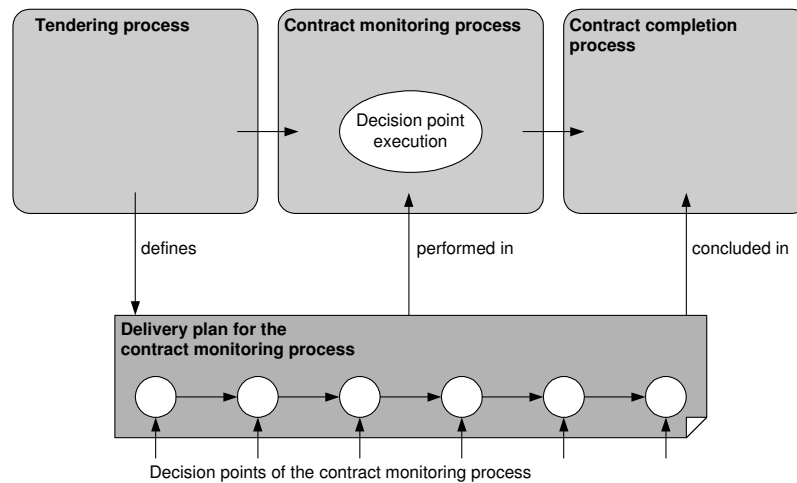 Tendering process
Contract monitoring process
Contract completion
process
Decision point
execution
defines
performed in
concluded in
Delivery plan for the
contract monitoring process
Decision points of the contract monitoring process